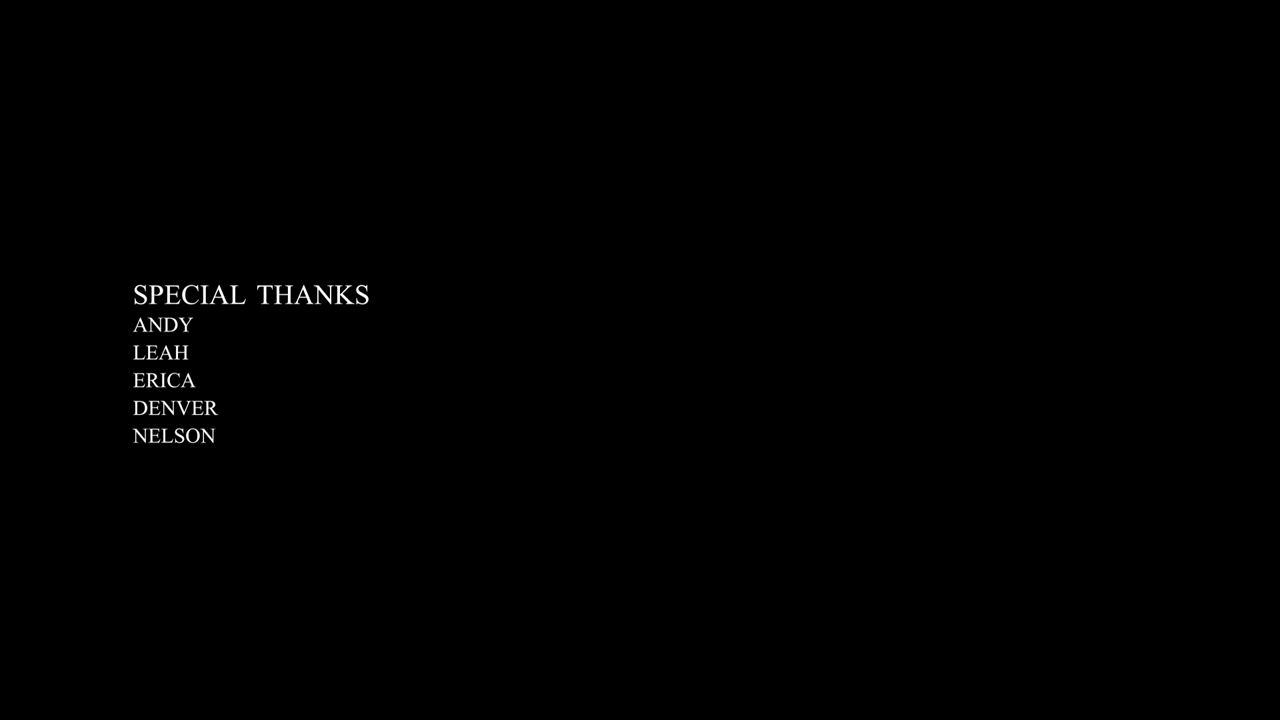 SPECIAL THANKS
ANDY
LEAH
ERICA
DENVER
NELSON